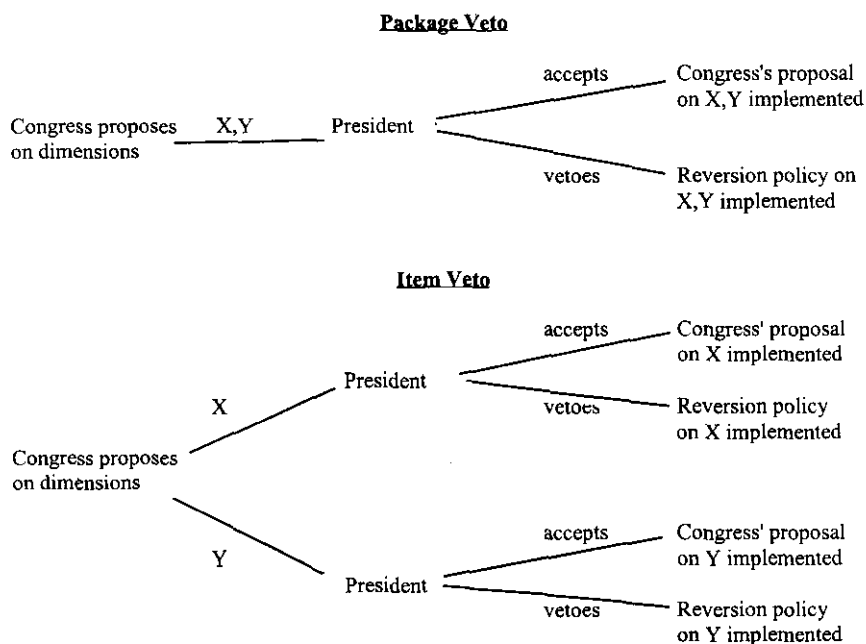 Package Veto
accepts
Congress's proposal
on X,Y implemented
Congress proposes
on dimensions
X,Y
President
vetoes
Reversion policy on
X,Y implemented
Item Veto
accepts
Congress' proposal
on X implemented
President
X
vetoes
Reversion policy
on X implemented
Congress proposes
on dimensions
Y
accepts
Congress' proposal
on Y implemented
President
vetoes
Reversion policy
on Y implemented